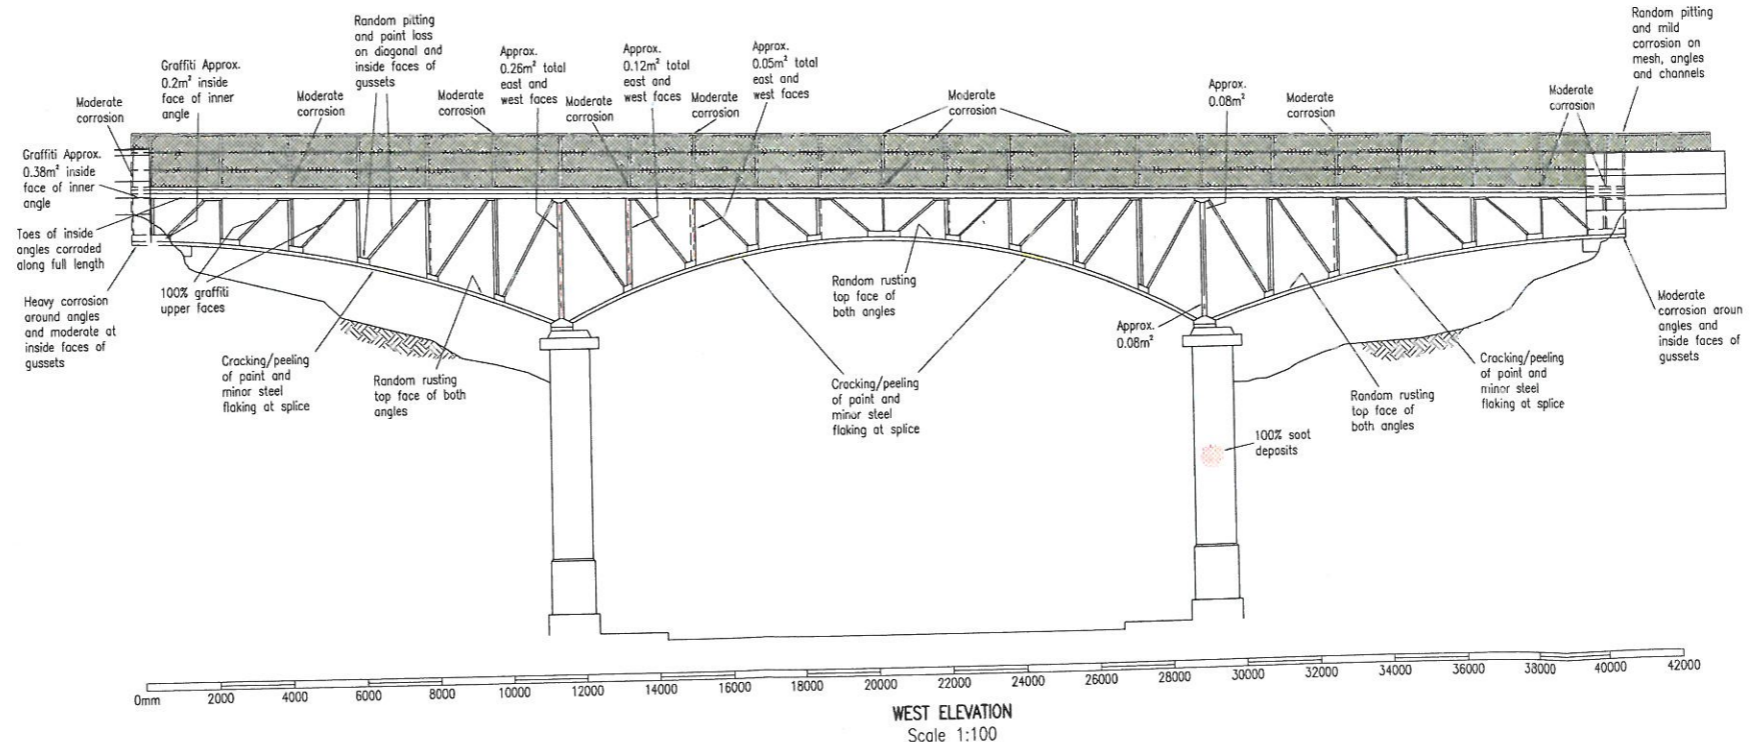 Moderate
corrosion
Graffiti Approx.
0.2m² inside
face of inner
angle
Moderate
corrosion
Random pitting
and paint loss
on diagonal and
inside faces of
gussets
Moderate
corrosion
Approx.
0.26m² total
east and
west faces
Moderate
corrosion
Approx.
0.12m² total
east and
west faces
Moderate
corrosion
Approx.
0.05m² total
east and
west faces
Moderate
corrosion
Approx.
0.08m²
Moderate
corrosion
Moderate
corrosion
Random pitting
and mild
corrosion on
mesh, angles
and channels
Graffiti Approx.
0.38m² inside
face of inner
angle
Toes of inside
angles corroded
along full length
Heavy corrosion
around angles
and moderate at
inside faces of
gussets
100% graffiti
upper faces
Cracking/peeling
of paint and
minor steel
flaking at splice
Random rusting
top face of both
angles
Random rusting
top face of
both angles
Cracking/peeling
of paint and
minor steel
flaking at splice
Approx.
0.08m²
100% soot
deposits
Random rusting
top face of
both angles
Cracking/peeling
of paint and
minor steel
flaking at splice
Moderate
corrosion aroun
angles and
inside faces of
gussets
0mm 2000 4000 6000 8000 10000 12000 14000 16000 18000 20000 22000 24000 26000 28000 30000 32000 34000 36000 38000 40000 42000
WEST ELEVATION
Scale 1:100